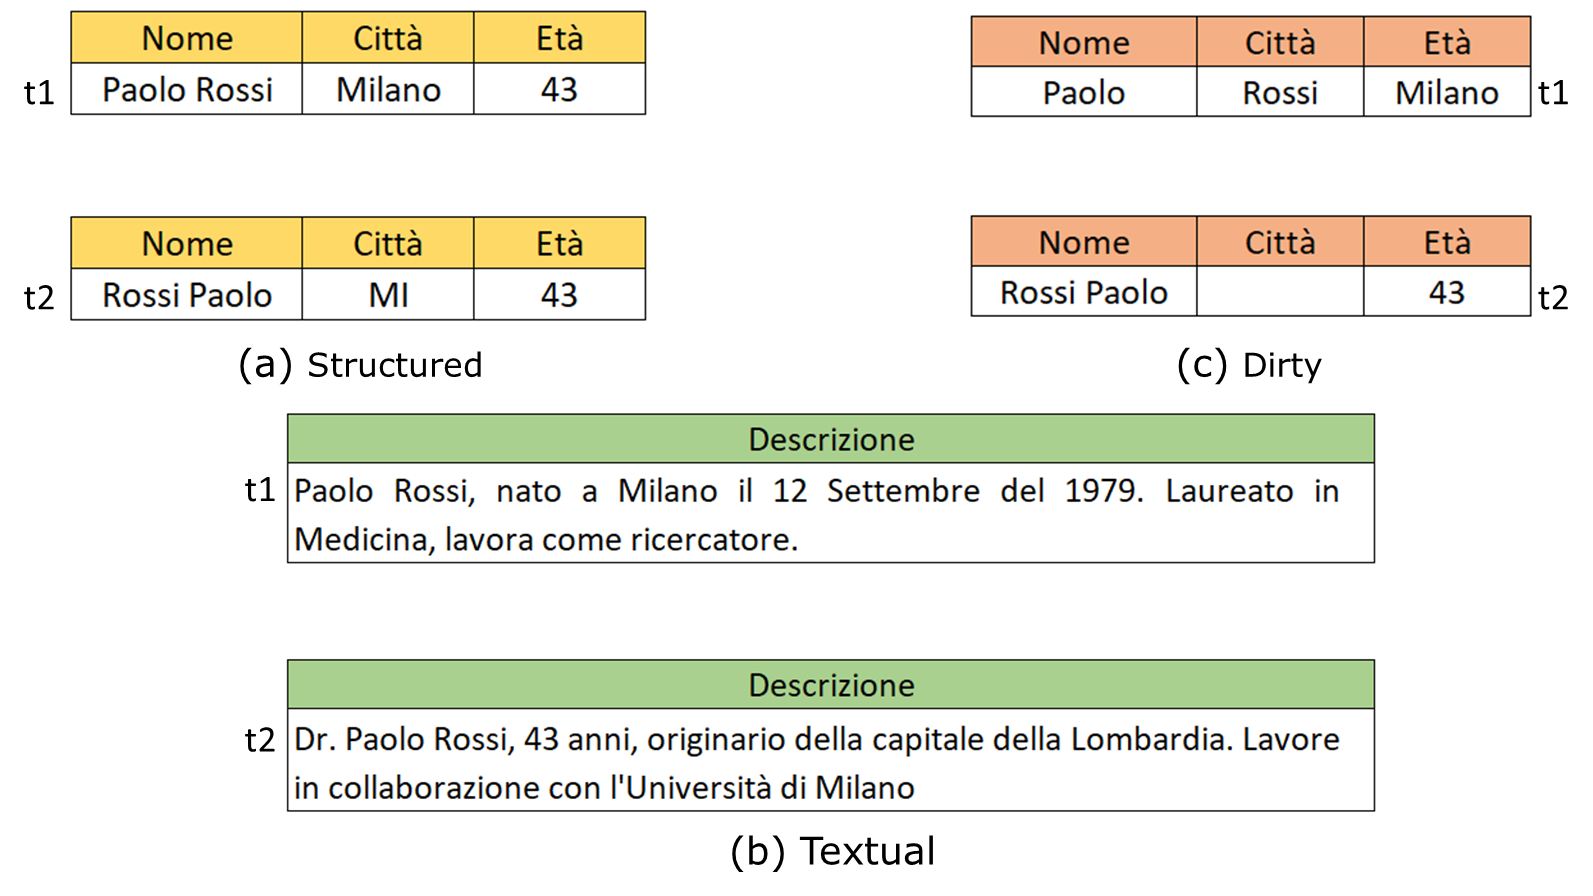 Nome Città Età
t1 Paolo Rossi Milano 43
Nome Città Età
t2 Rossi Paolo MI 43
(a) Structured
Nome Città Età
Paolo Rossi Milano t1
Nome Città Età
Rossi Paolo 43 t2
(c) Dirty
Descrizione
t1 Paolo Rossi, nato a Milano il 12 Settembre del 1979. Laureato in
Medicina, lavora come ricercatore.
Descrizione
t2 Dr. Paolo Rossi, 43 anni, originario della capitale della Lombardia. Lavore
in collaborazione con l'Università di Milano
(b) Textual